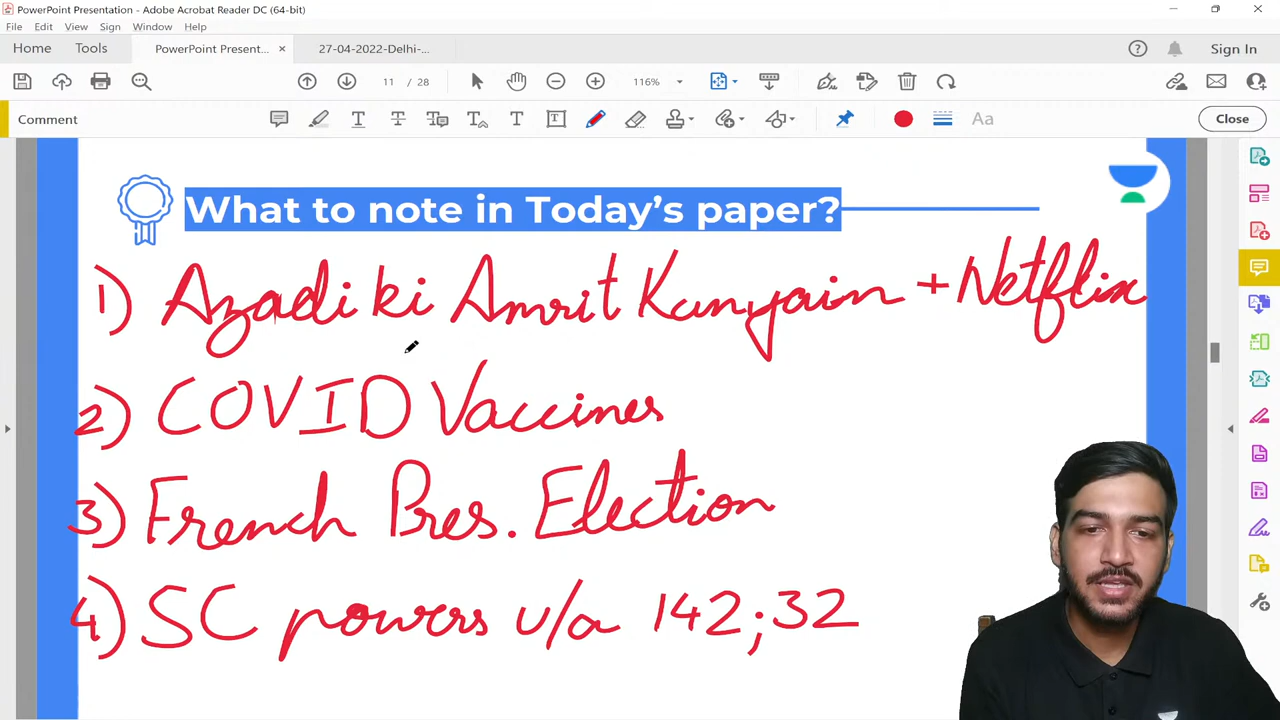 PowerPoint Presentation - Adobe Acrobat Reader DC (64-bit)
File Edit View Sign Window Help
Home Tools PowerPoint Present... × 27-04-2022-Delhi-... Sign In
11 / 28 116%
Comment Aa Close
What to note in Today's paper?
1) Azadi ki Amrit Kunyain + Netflix
2) COVID Vaccines
3) French Pres. Election
4) SC powers u/a 142; 32